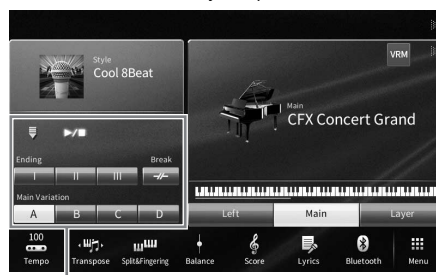 Style
Cool 8Beat
VRM
Main
CFX Concert Grand
Ending
Break
I
II
III
Main Variation
A
B
C
D
Left
Main
Layer
100
Tempo
Transpose
Split&Fingering
Balance
Score
Lyrics
Bluetooth
Menu